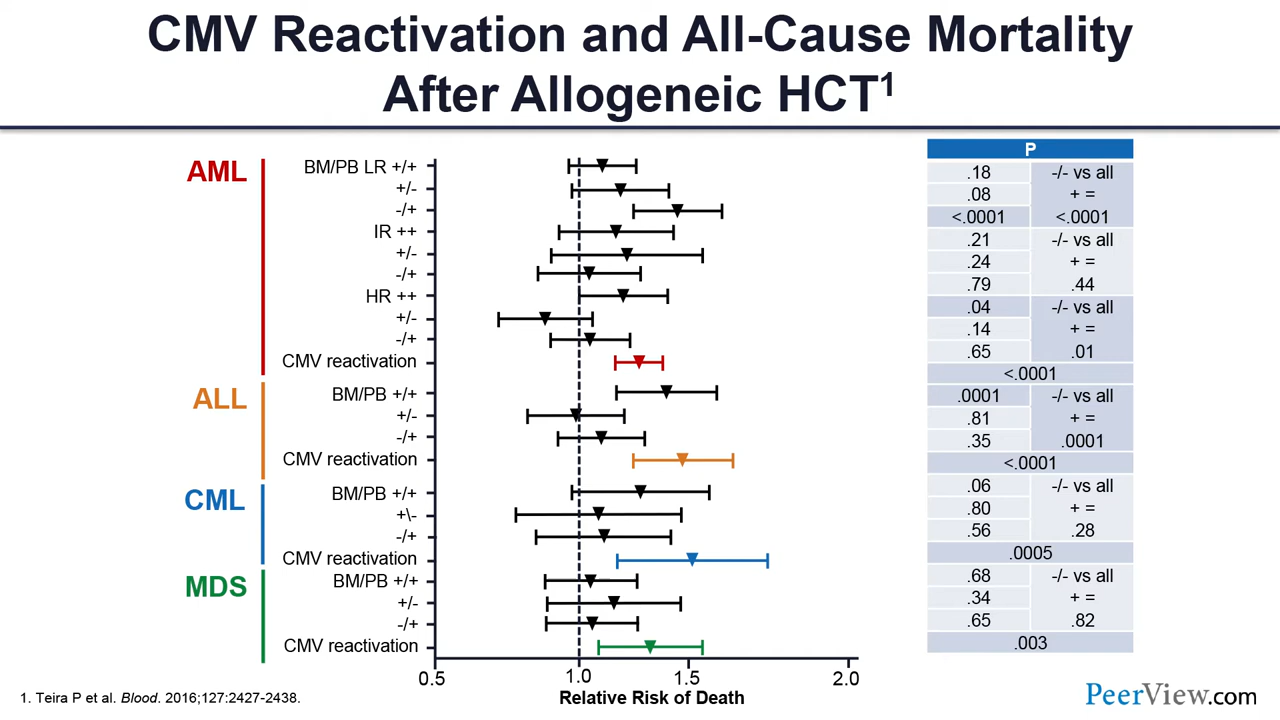 CMV Reactivation and All-Cause Mortality
After Allogeneic HCT1
AML
BM/PB LR +/+
+/-
-/+
IR ++
+/-
-/+
HR ++
+/-
-/+
CMV reactivation
ALL
BM/PB +/+
+/-
-/+
CMV reactivation
CML
BM/PB +/+
+\-
-/+
CMV reactivation
MDS
BM/PB +/+
+/-
-/+
CMV reactivation
0.5 1.0 1.5 2.0
Relative Risk of Death
P
.18 -/- vs all
.08 + =
<.0001 <.0001
.21 -/- vs all
.24 + =
.79 .44
.04 -/- vs all
.14 + =
.65 .01
<.0001
.0001 -/- vs all
.81 + =
.35 .0001
<.0001
.06 -/- vs all
.80 + =
.56 .28
.0005
.68 -/- vs all
.34 + =
.65 .82
.003
1. Teira P et al. Blood. 2016;127:2427-2438.
PeerView.com